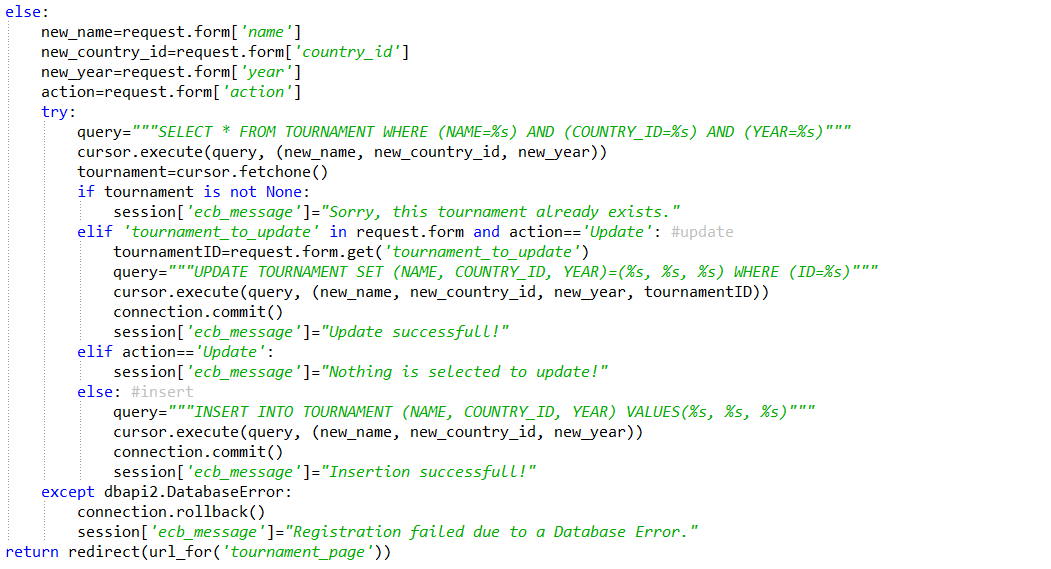 else:
    new_name=request.form['name']
    new_country_id=request.form['country_id']
    new_year=request.form['year']
    action=request.form['action']
    try:
        query="""SELECT * FROM TOURNAMENT WHERE (NAME=%s) AND (COUNTRY_ID=%s) AND (YEAR=%s)"""
        cursor.execute(query, (new_name, new_country_id, new_year))
        tournament=cursor.fetchone()
        if tournament is not None:
            session['ecb_message']="Sorry, this tournament already exists."
        elif 'tournament_to_update' in request.form and action=='Update': #update
            tournamentID=request.form.get('tournament_to_update')
            query="""UPDATE TOURNAMENT SET (NAME, COUNTRY_ID, YEAR)=(%s, %s, %s) WHERE (ID=%s)"""
            cursor.execute(query, (new_name, new_country_id, new_year, tournamentID))
            connection.commit()
            session['ecb_message']="Update successfull!"
        elif action=='Update':
            session['ecb_message']="Nothing is selected to update!"
        else: #insert
            query="""INSERT INTO TOURNAMENT (NAME, COUNTRY_ID, YEAR) VALUES(%s, %s, %s)"""
            cursor.execute(query, (new_name, new_country_id, new_year))
            connection.commit()
            session['ecb_message']="Insertion successfull!"
    except dbapi2.DatabaseError:
        connection.rollback()
        session['ecb_message']="Registration failed due to a Database Error."
return redirect(url_for('tournament_page'))